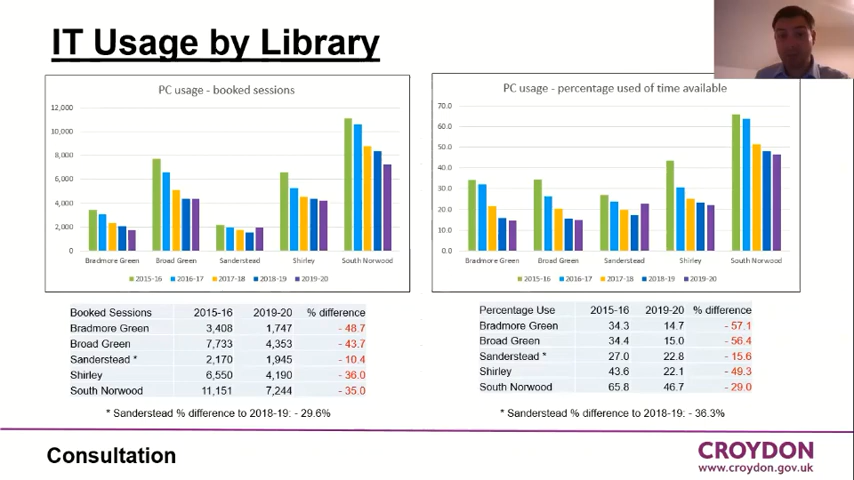 IT Usage by Library
PC usage - booked sessions
12,000
10,000
8,000
6,000
4,000
2,000
0
Bradmore Green Broad Green Sanderstead Shirley South Norwood
2015-16 2016-17 2017-18 2018-19 2019-20
PC usage - percentage used of time available
70.0
60.0
50.0
40.0
30.0
20.0
10.0
0.0
Bradmore Green Broad Green Sanderstead Shirley South Norwood
2015-16 2016-17 2017-18 2018-19 2019-20
Booked Sessions 2015-16 2019-20 % difference
Bradmore Green 3,408 1,747 - 48.7
Broad Green 7,733 4,353 - 43.7
Sanderstead * 2,170 1,945 - 10.4
Shirley 6,550 4,190 - 36.0
South Norwood 11,151 7,244 - 35.0
* Sanderstead % difference to 2018-19: - 29.6%
Percentage Use 2015-16 2019-20 % difference
Bradmore Green 34.3 14.7 - 57.1
Broad Green 34.4 15.0 - 56.4
Sanderstead * 27.0 22.8 - 15.6
Shirley 43.6 22.1 - 49.3
South Norwood 65.8 46.7 - 29.0
* Sanderstead % difference to 2018-19: - 36.3%
Consultation
CROYDON
www.croydon.gov.uk